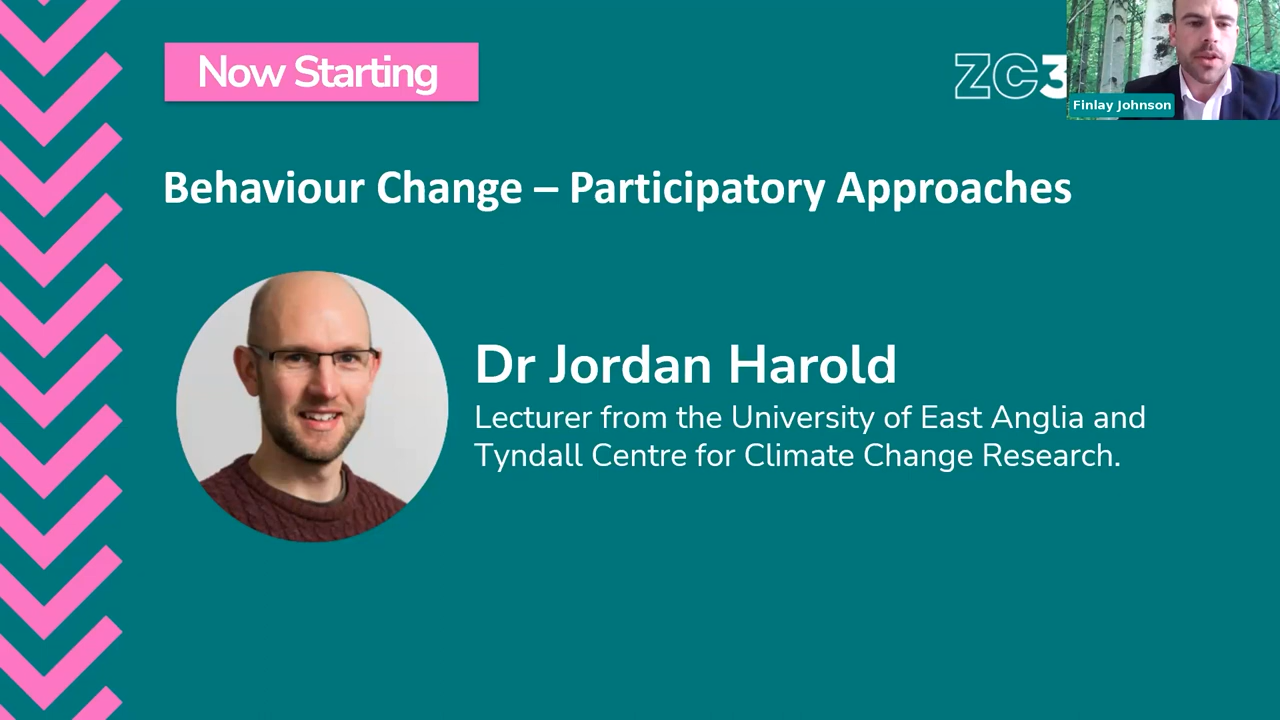 Now Starting
ZC3
Finlay Johnson
Behaviour Change – Participatory Approaches
Dr Jordan Harold
Lecturer from the University of East Anglia and
Tyndall Centre for Climate Change Research.